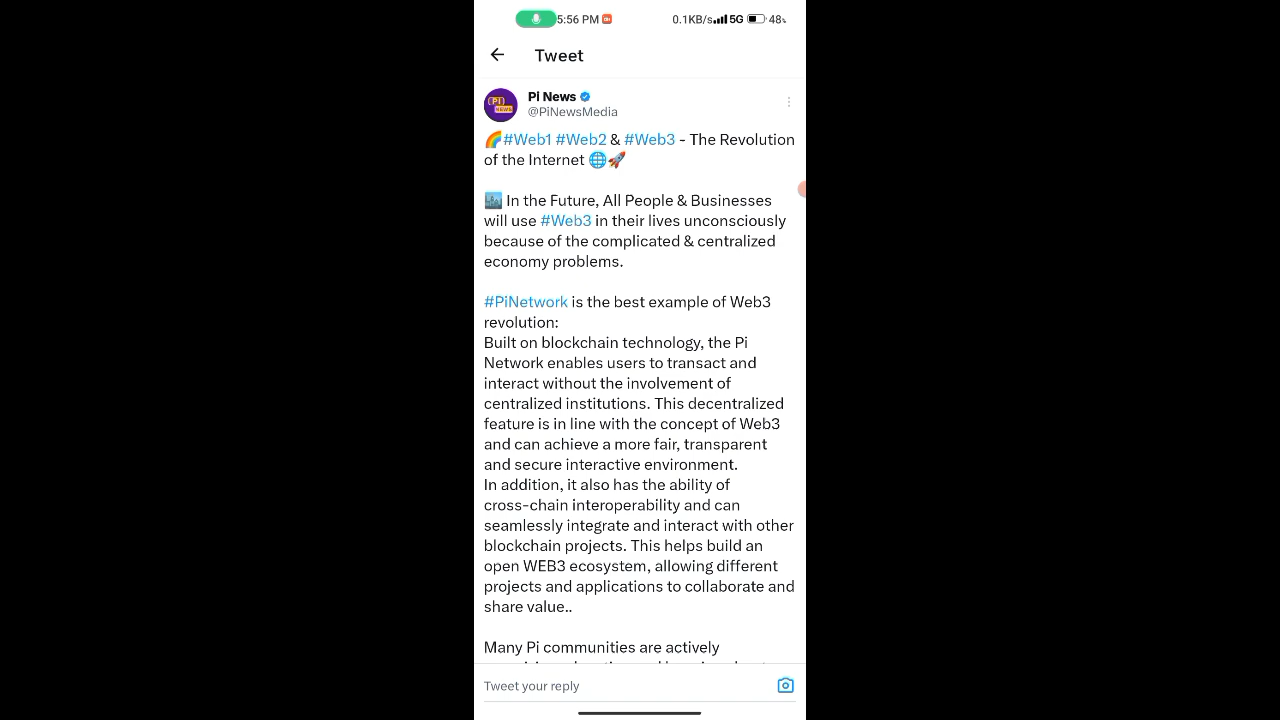 5:56 PM 0.1KB/s 5G 48%
Tweet
Pi News
@PiNewsMedia
#Web1 #Web2 & #Web3 - The Revolution
of the Internet
In the Future, All People & Businesses
will use #Web3 in their lives unconsciously
because of the complicated & centralized
economy problems.
#PiNetwork is the best example of Web3
revolution:
Built on blockchain technology, the Pi
Network enables users to transact and
interact without the involvement of
centralized institutions. This decentralized
feature is in line with the concept of Web3
and can achieve a more fair, transparent
and secure interactive environment.
In addition, it also has the ability of
cross-chain interoperability and can
seamlessly integrate and interact with other
blockchain projects. This helps build an
open WEB3 ecosystem, allowing different
projects and applications to collaborate and
share value..
Many Pi communities are actively
Tweet your reply